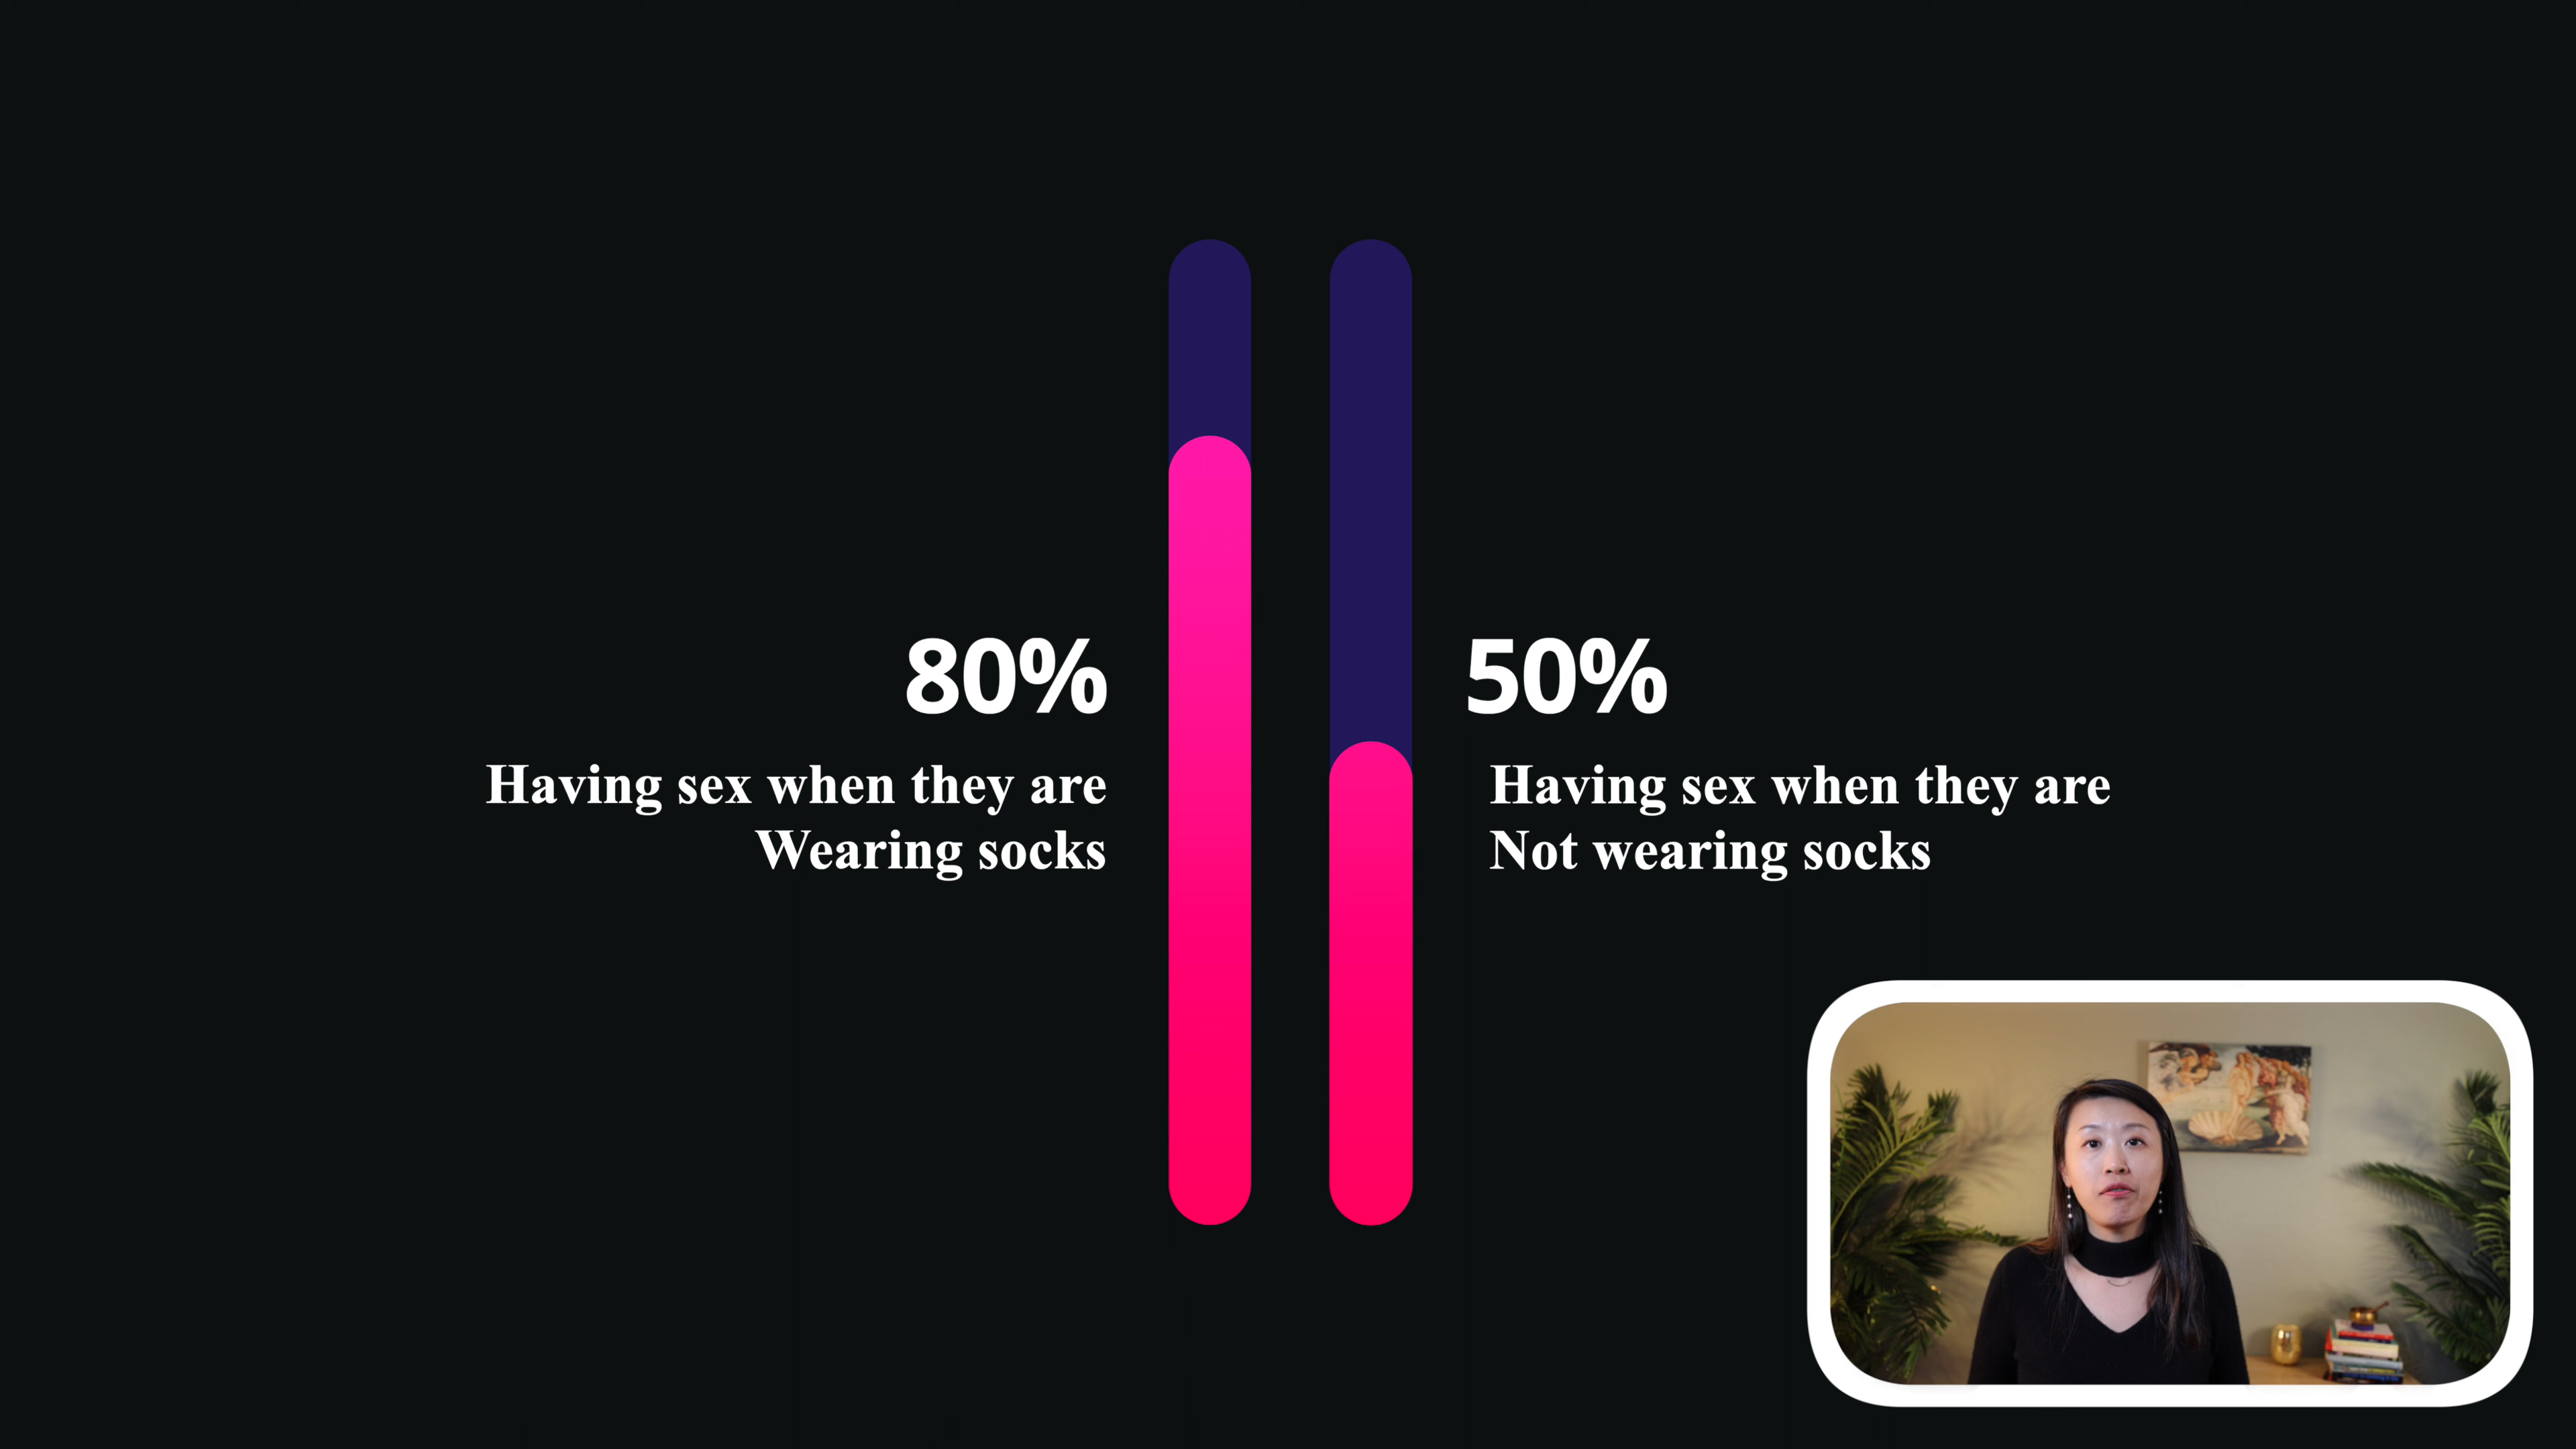 80%
Having sex when they are
Wearing socks
50%
Having sex when they are
Not wearing socks